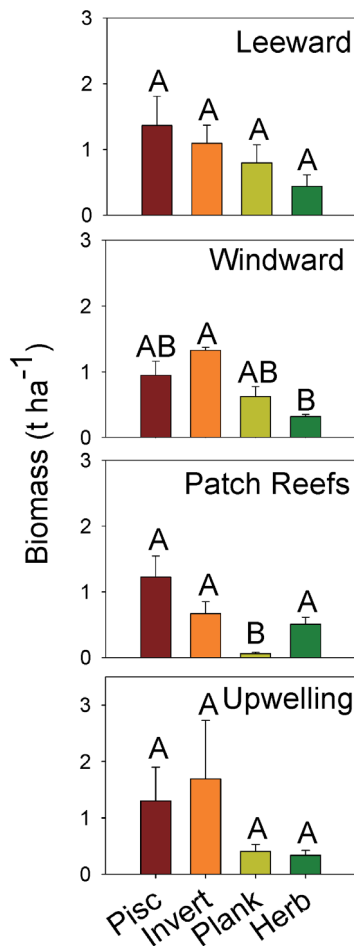 Leeward
3
2
1
0
A
A
A
A
Windward
3
2
1
0
AB
A
AB
B
Patch Reefs
3
2
1
0
A
A
B
A
Upwelling
3
2
1
0
A
A
A
A
Biomass (t ha⁻¹)
Pisc
Invert
Plank
Herb